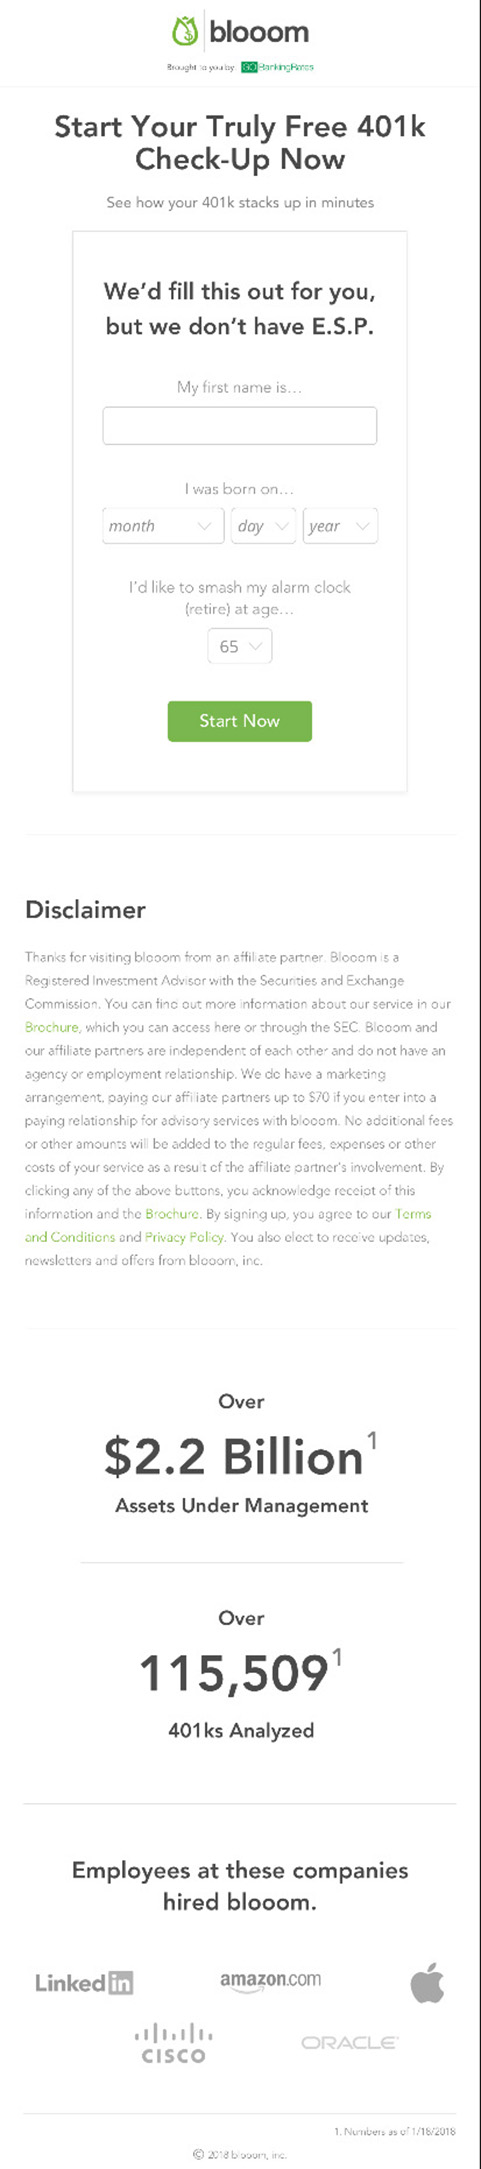 blooom
Brought to you by: GOBankingRates
Start Your Truly Free 401k
Check-Up Now
See how your 401k stacks up in minutes
We'd fill this out for you,
but we don't have E.S.P.
My first name is...
I was born on...
month day year
I'd like to smash my alarm clock
(retire) at age...
65
Start Now
Disclaimer
Thanks for visiting blooom from an affiliate partner. Blooom is a
Registered Investment Advisor with the Securities and Exchange
Commission. You can find out more information about our service in our
Brochure, which you can access here or through the SEC. Blooom and
our affiliate partners are independent of each other and do not have an
agency or employment relationship. We do have a marketing
arrangement, paying our affiliate partners up to $70 if you enter into a
paying relationship for advisory services with blooom. No additional fees
or other amounts will be added to the regular fees, expenses or other
costs of your service as a result of the affiliate partner's involvement. By
clicking any of the above buttons, you acknowledge receipt of this
information and the Brochure. By signing up, you agree to our Terms
and Conditions and Privacy Policy. You also elect to receive updates,
newsletters and offers from blooom, inc.
Over
$2.2 Billion1
Assets Under Management
Over
115,5091
401ks Analyzed
Employees at these companies
hired blooom.
Linked in amazon.com
CISCO ORACLE
1. Numbers as of 1/18/2018
© 2018 blooom, inc.